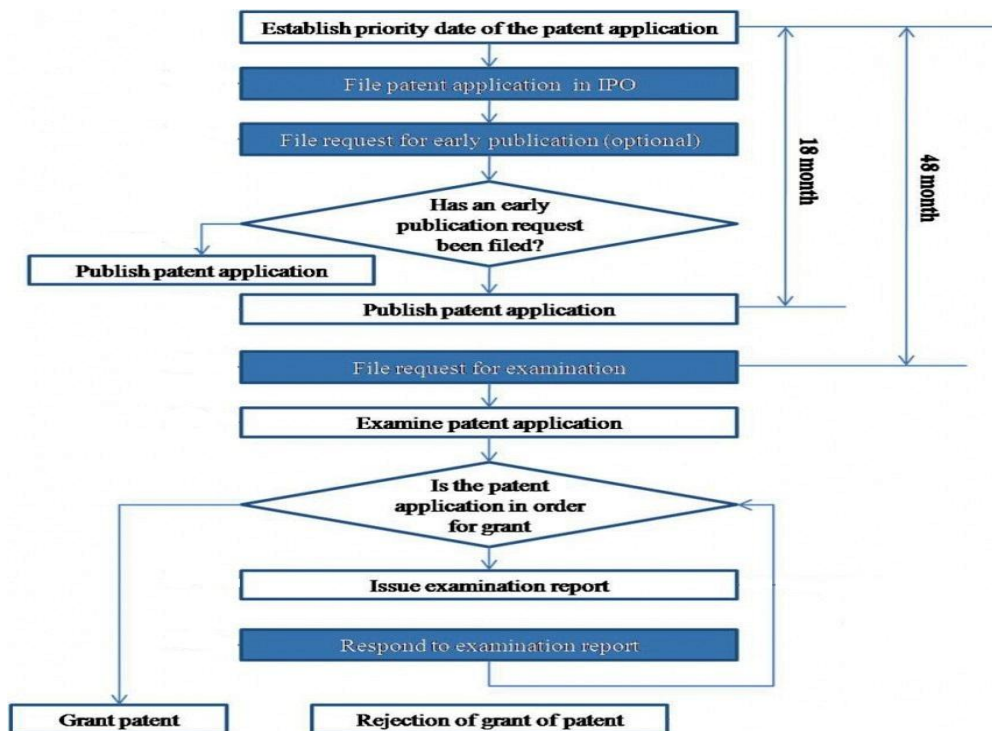 Establish priority date of the patent application
File patent application in IPO
File request for early publication (optional)
Has an early
publication request
been filed?
18 month
48 month
Publish patent application
Publish patent application
File request for examination
Examine patent application
Is the patent
application in order
for grant
Issue examination report
Respond to examination report
Grant patent
Rejection of grant of patent